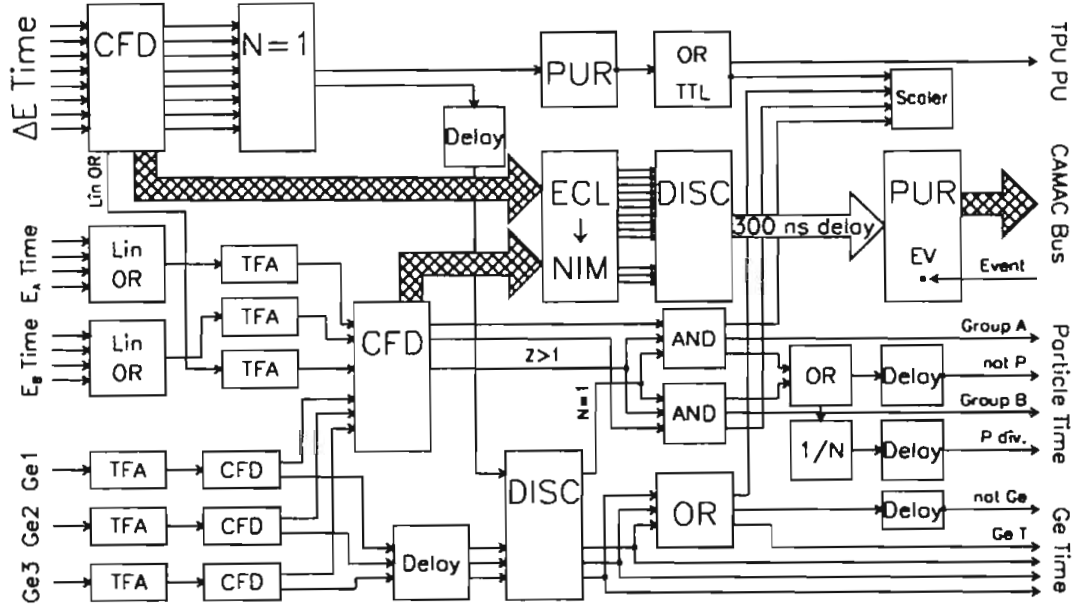 ΔE Time
CFD
N=1
PUR
OR
TTL
Scaler
TPU PU
Delay
Lin OR
ECL
↓
NIM
DISC
300 ns delay
PUR
EV
Event
CAMAC Bus
E_A Time
Lin
OR
TFA
E_B Time
Lin
OR
TFA
TFA
CFD
Z>1
N=1
AND
AND
OR
1/N
Delay
Delay
Group A
not P
Group B
P div.
Particle Time
Ge1
TFA
CFD
Ge2
TFA
CFD
Ge3
TFA
CFD
Delay
DISC
OR
Delay
not Ge
Ge T
Ge Time